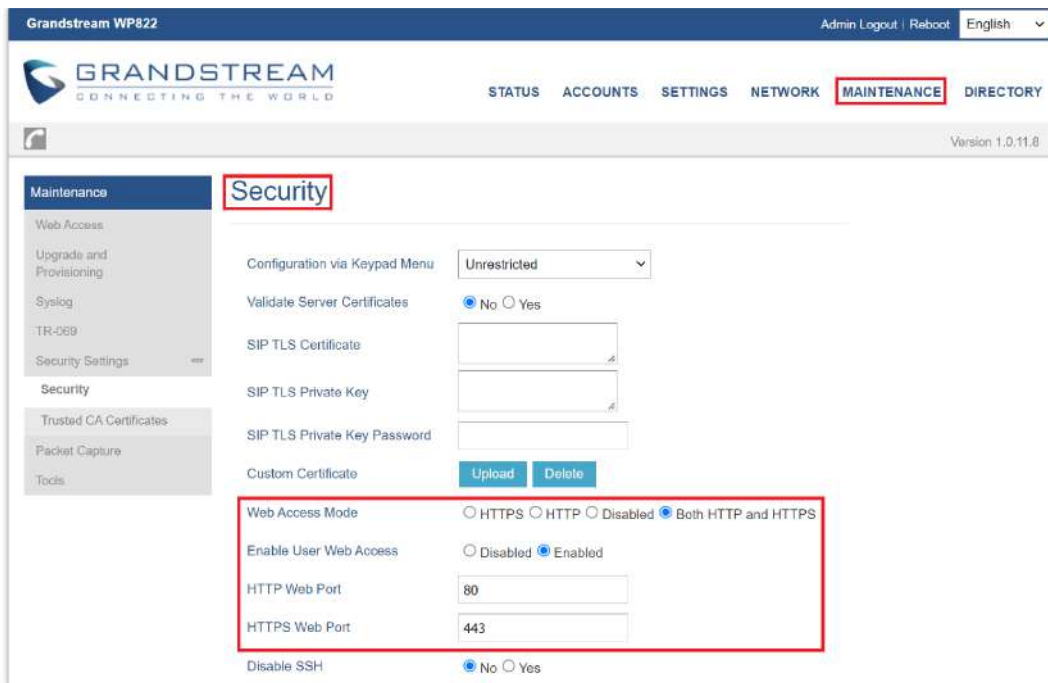 Grandstream WP822
Admin Logout | Reboot English
GRANDSTREAM
CONNECTING THE WORLD
STATUS ACCOUNTS SETTINGS NETWORK MAINTENANCE DIRECTORY
Version 1.0.11.8
Maintenance
Web Access
Upgrade and
Provisioning
Syslog
TR-069
Security Settings
Security
Trusted CA Certificates
Packet Capture
Tools
Security
Configuration via Keypad Menu Unrestricted
Validate Server Certificates No Yes
SIP TLS Certificate
SIP TLS Private Key
SIP TLS Private Key Password
Custom Certificate Upload Delete
Web Access Mode HTTPS HTTP Disabled Both HTTP and HTTPS
Enable User Web Access Disabled Enabled
HTTP Web Port 80
HTTPS Web Port 443
Disable SSH No Yes